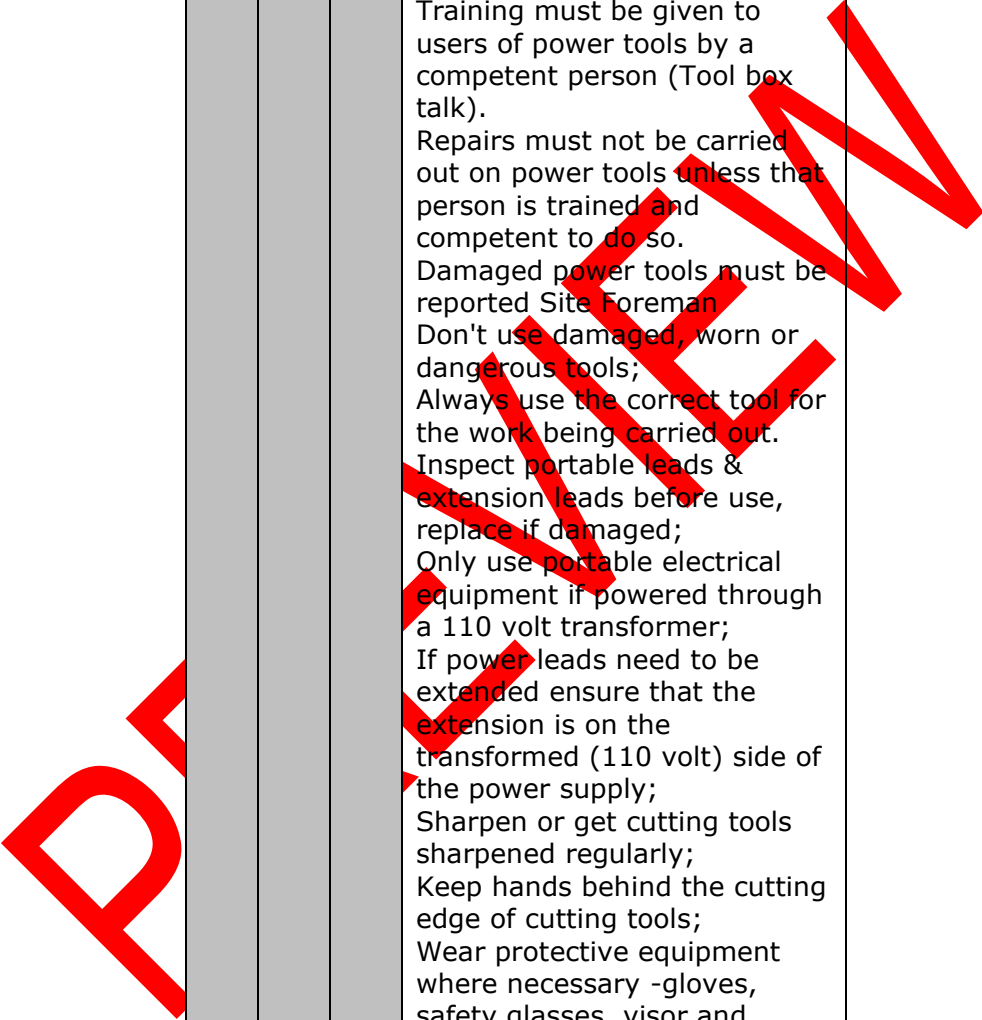 Training must be given to
users of power tools by a
competent person (Tool box
talk).
Repairs must not be carried
out on power tools unless that
person is trained and
competent to do so.
Damaged power tools must be
reported Site Foreman
Don't use damaged, worn or
dangerous tools;
Always use the correct tool for
the work being carried out.
Inspect portable leads &
extension leads before use,
replace if damaged;
Only use portable electrical
equipment if powered through
a 110 volt transformer;
If power leads need to be
extended ensure that the
extension is on the
transformed (110 volt) side of
the power supply;
Sharpen or get cutting tools
sharpened regularly;
Keep hands behind the cutting
edge of cutting tools;
Wear protective equipment
where necessary -gloves,
safety glasses, visor and
PREVIEW